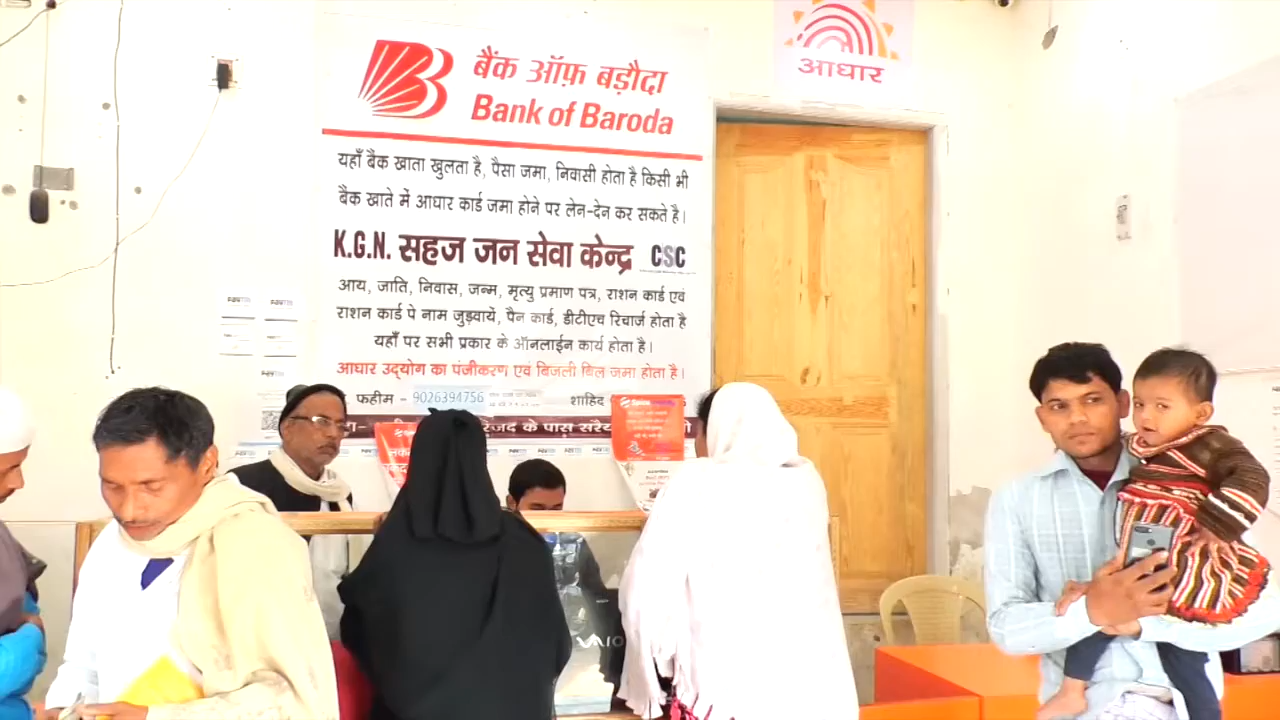 बैंक ऑफ़ बड़ौदा
Bank of Baroda
आधार
यहाँ बैंक खाता खुलता है, पैसा जमा, निवासी होता है किसी भी
बैंक खाते में आधार कार्ड जमा होने पर लेन-देन कर सकते है।
K.G.N. सहज जन सेवा केन्द्र CSC
आय, जाति, निवास, जन्म, मृत्यु प्रमाण पत्र, राशन कार्ड एवं
राशन कार्ड पे नाम जुड़वायें, पैन कार्ड, डीटीएच रिचार्ज होता है
यहाँ पर सभी प्रकार के ऑनलाईन कार्य होता है।
आधार उद्योग का पंजीकरण एवं बिजली बिल जमा होता है।
फहीम - 9026394756
शाहिद
के पास
VAIO